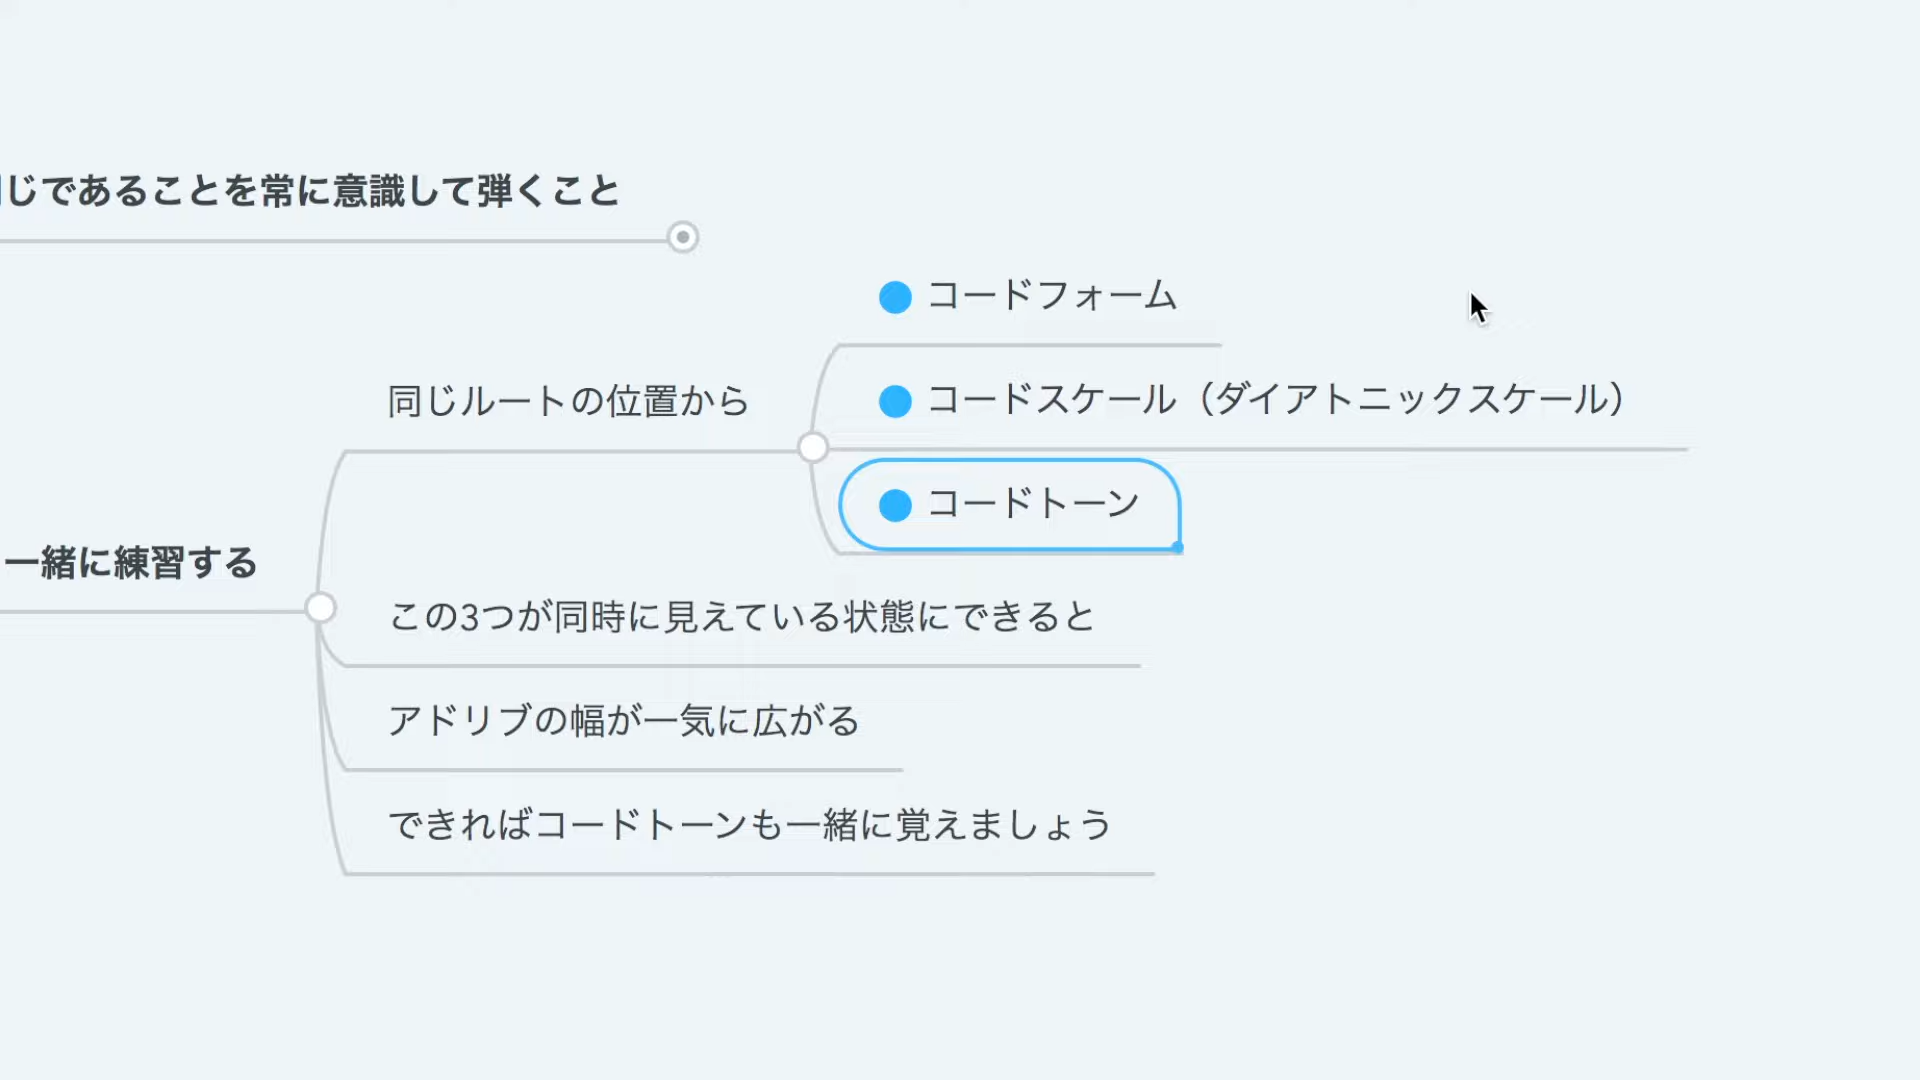 じであることを常に意識して弾くこと
コードフォーム
同じルートの位置から
コードスケール（ダイアトニックスケール）
コードトーン
一緒に練習する
この3つが同時に見えている状態にできると
アドリブの幅が一気に広がる
できればコードトーンも一緒に覚えましょう